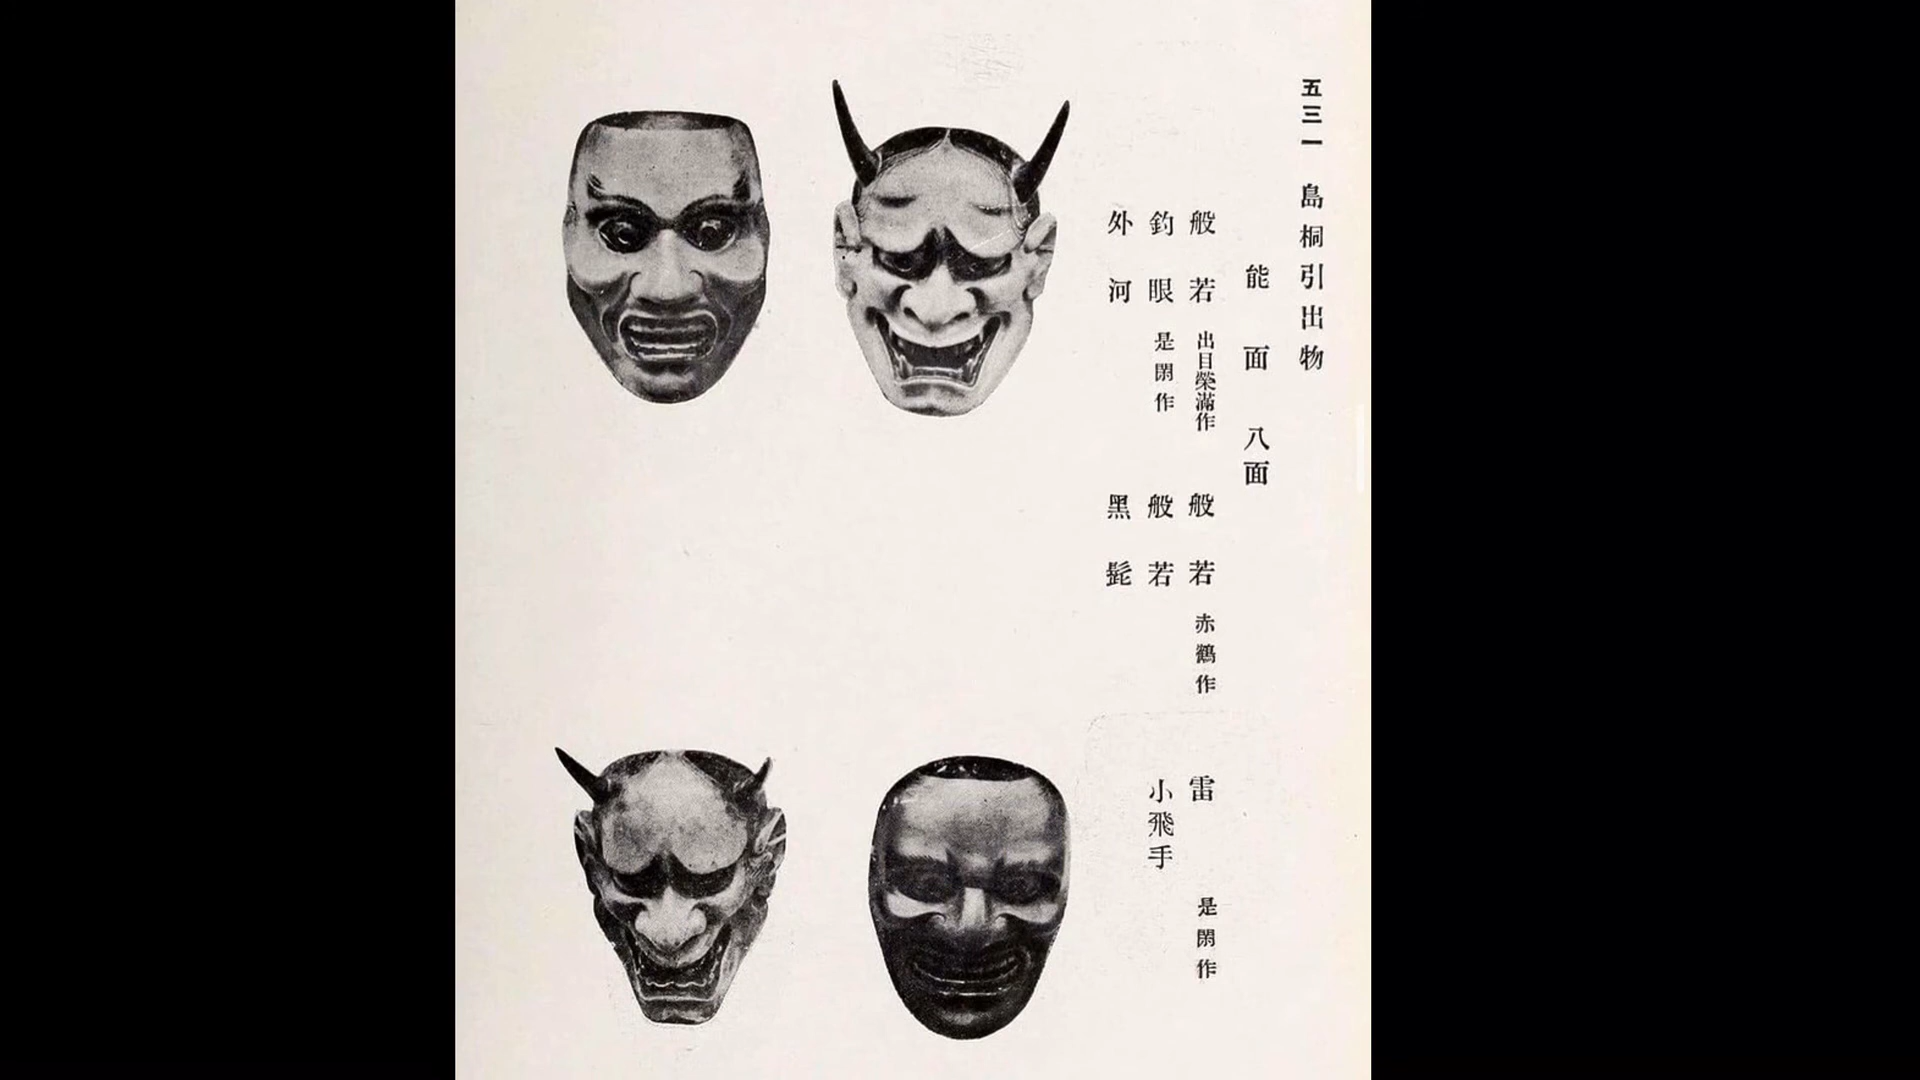 五三一 島桐引出物
能面 八面
般若 出目榮滿作 般若 赤鶴作 雷 是閑作
釣眼 是閑作 般若 小飛手
外河 黑髭